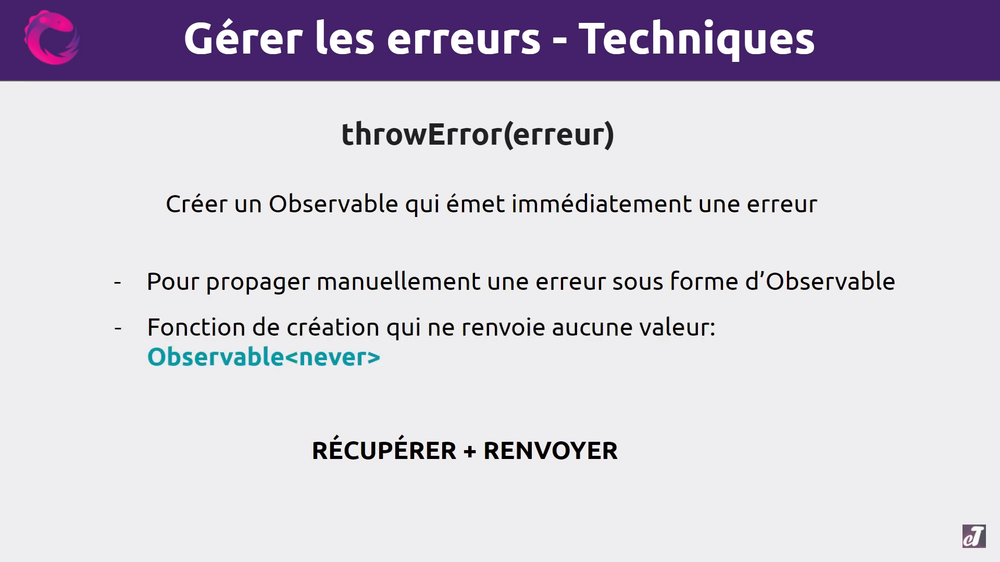 Gérer les erreurs - Techniques
throwError(erreur)
Créer un Observable qui émet immédiatement une erreur
- Pour propager manuellement une erreur sous forme d’Observable
- Fonction de création qui ne renvoie aucune valeur:
Observable<never>
RÉCUPÉRER + RENVOYER
eT